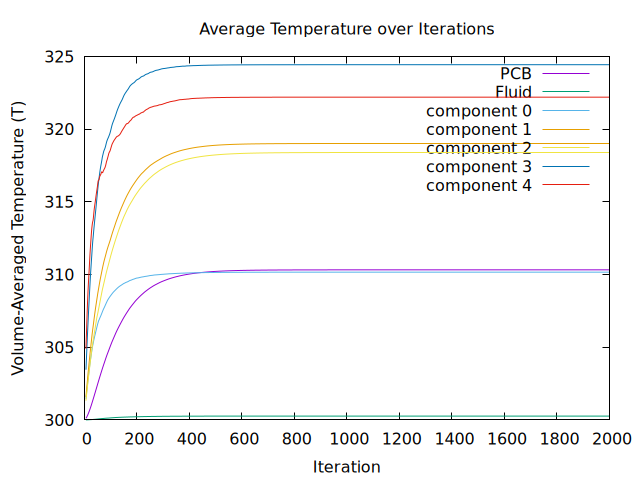 Average Temperature over Iterations
Volume-Averaged Temperature (T)
325
320
315
310
305
300
PCB
Fluid
component 0
component 1
component 2
component 3
component 4
0 200 400 600 800 1000 1200 1400 1600 1800 2000
Iteration